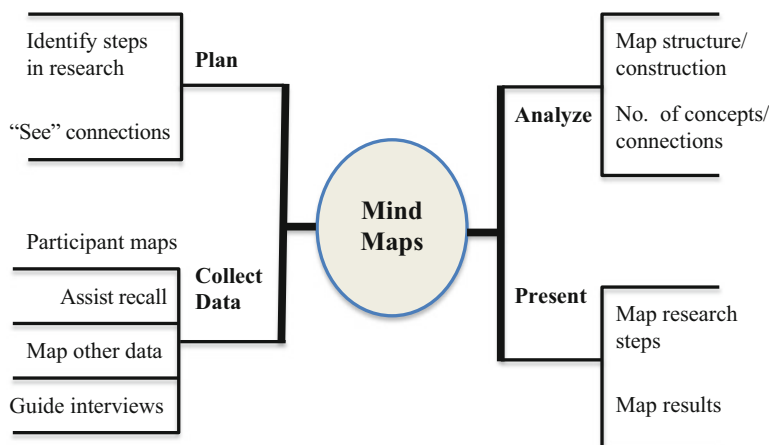 Identify steps
in research
Plan
“See” connections
Participant maps
Collect
Data
Assist recall
Map other data
Guide interviews
Mind
Maps
Analyze
Map structure/
construction
No. of concepts/
connections
Present
Map research
steps
Map results